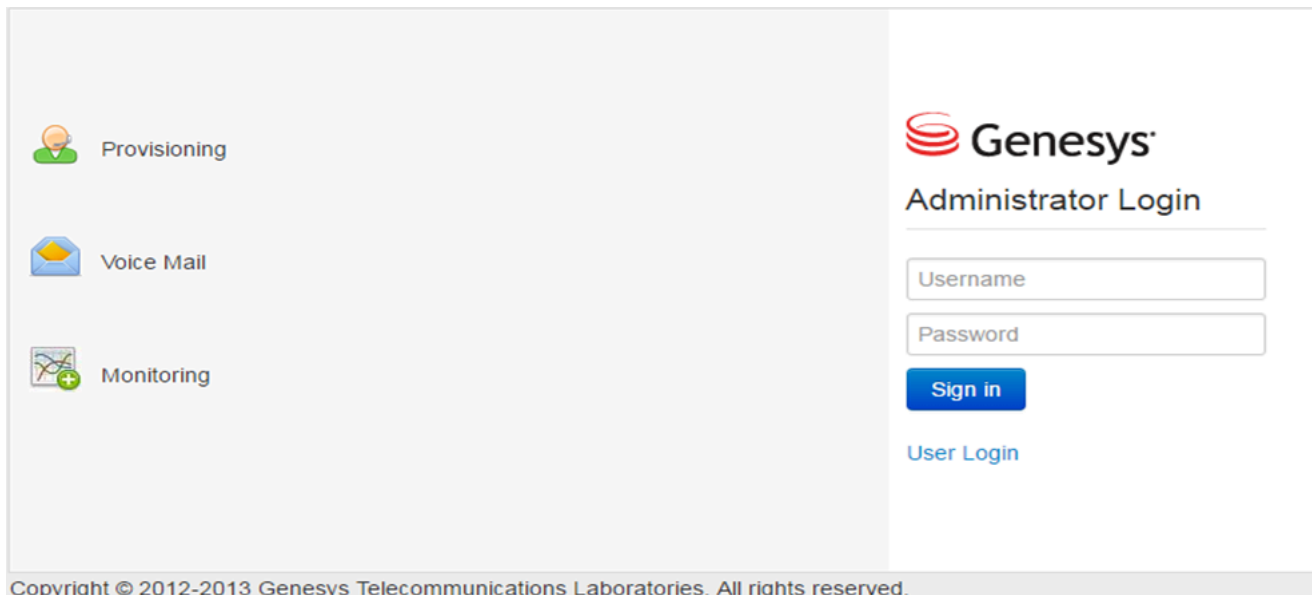 Provisioning
Voice Mail
Monitoring
Genesys
Administrator Login
Username
Password
Sign in
User Login
Copyright © 2012-2013 Genesys Telecommunications Laboratories. All rights reserved.